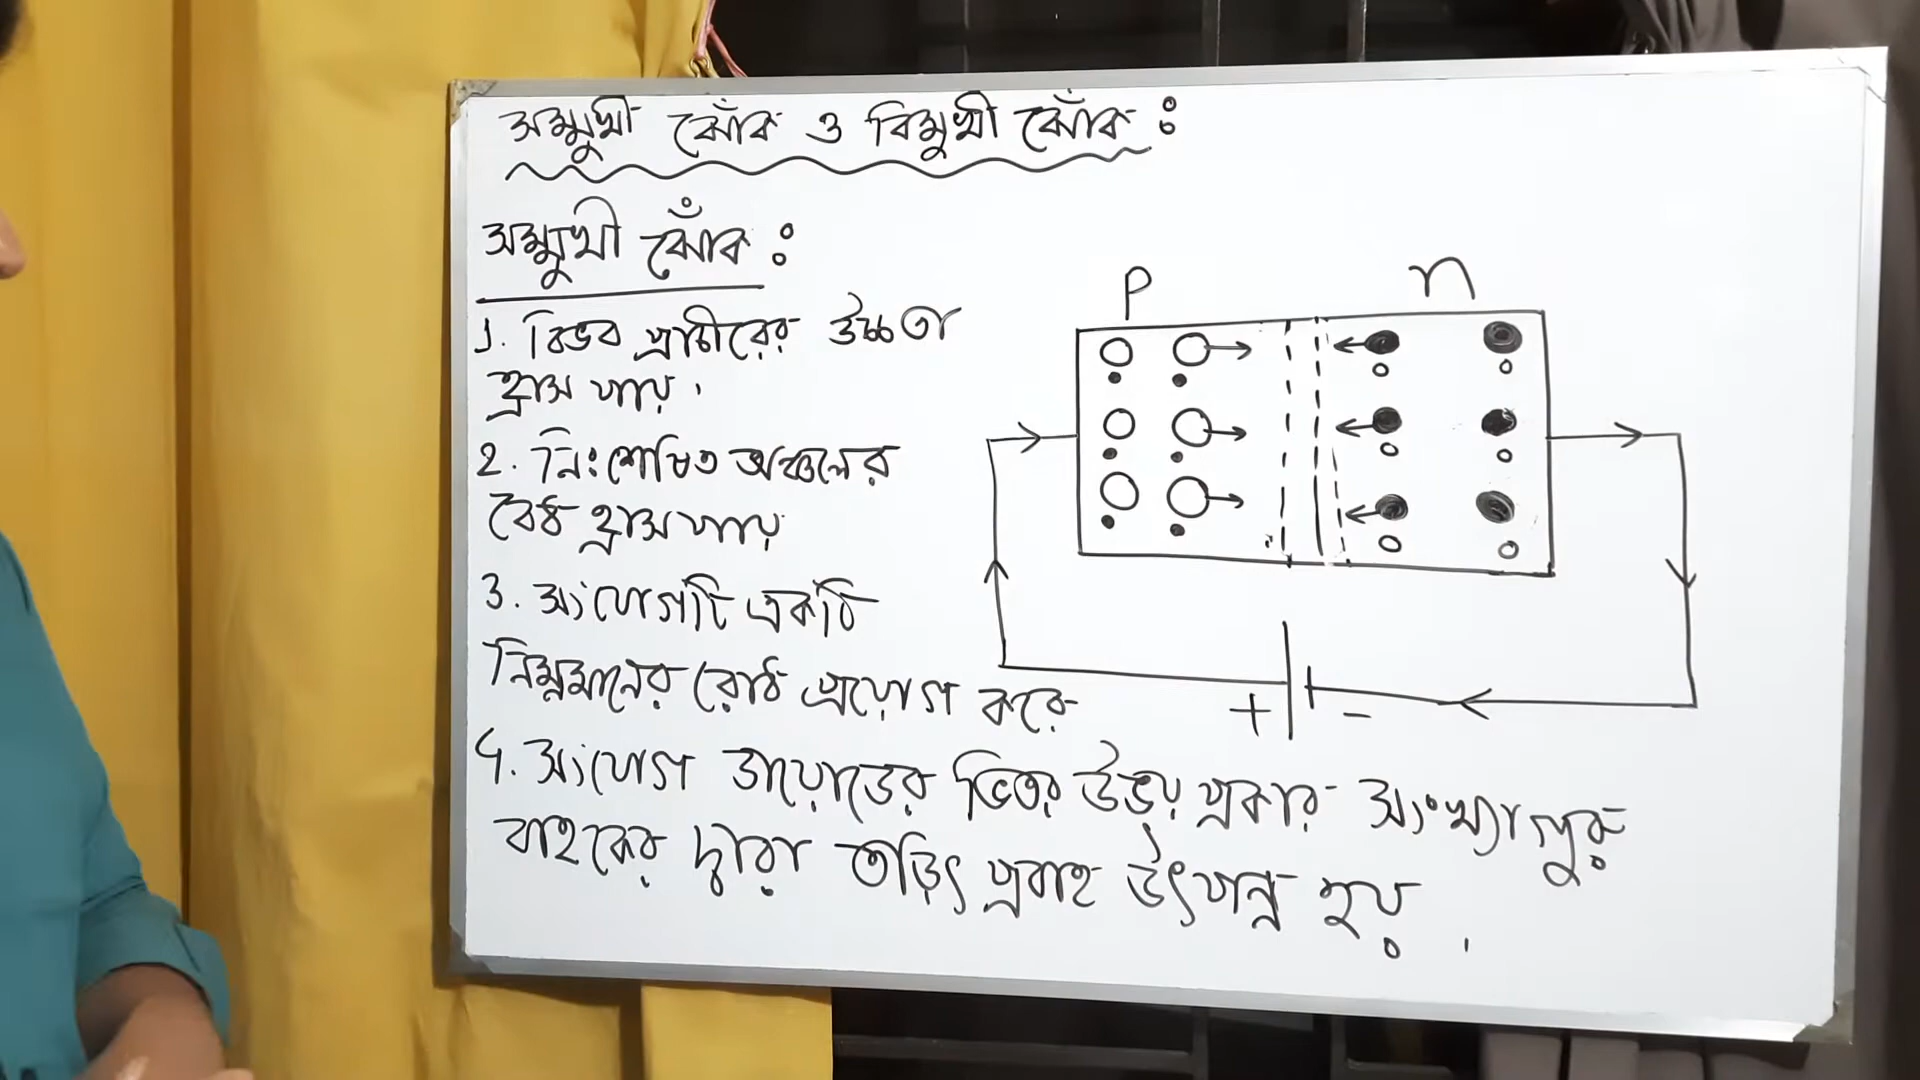 সম্মুখী ঝোঁক ও বিমুখী ঝোঁক :
সম্মুখী ঝোঁক :
1. বিভব প্রাচীরের উচ্চতা
হ্রাস পায়।
2. নিঃশেষিত অঞ্চলের
বেধ হ্রাস পায়
3. সংযোগটি একটি
নিম্নমানের রোধ প্রয়োগ করে
4. সংযোগ ডায়োডের ভিতর উভয় প্রকার সংখ্যাগুরু
বাহকের দ্বারা তড়িৎ প্রবাহ উৎপন্ন হয়।
P n
+ -